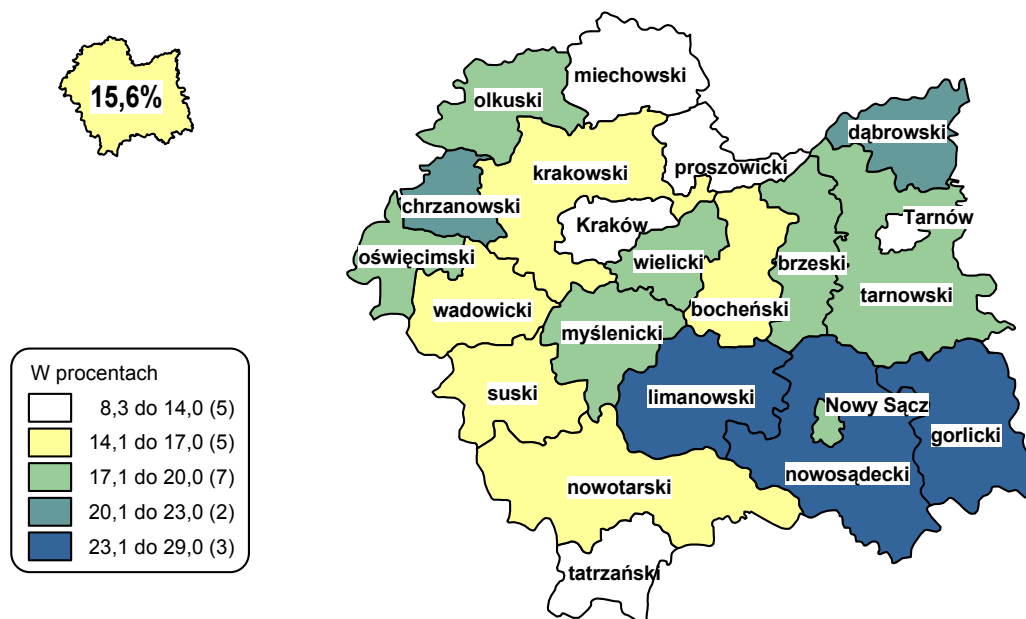 15,6%
miechowski
olkuski
dąbrowski
proszowicki
krakowski
chrzanowski
Kraków
Tarnów
oświęcimski
wielicki
brzeski
tarnowski
wadowicki
bocheński
myślenicki
suski
limanowski
Nowy Sącz
gorlicki
nowosądecki
nowotarski
tatrzański
W procentach
8,3 do 14,0 (5)
14,1 do 17,0 (5)
17,1 do 20,0 (7)
20,1 do 23,0 (2)
23,1 do 29,0 (3)